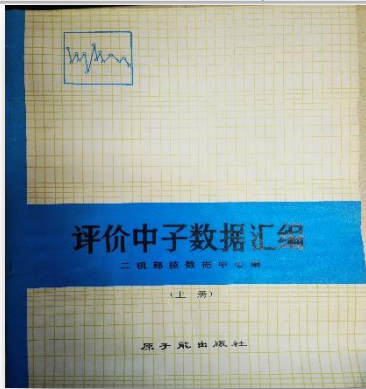 评价中子数据汇编
二机部核数据中心编
（上 册）
原子能出版社